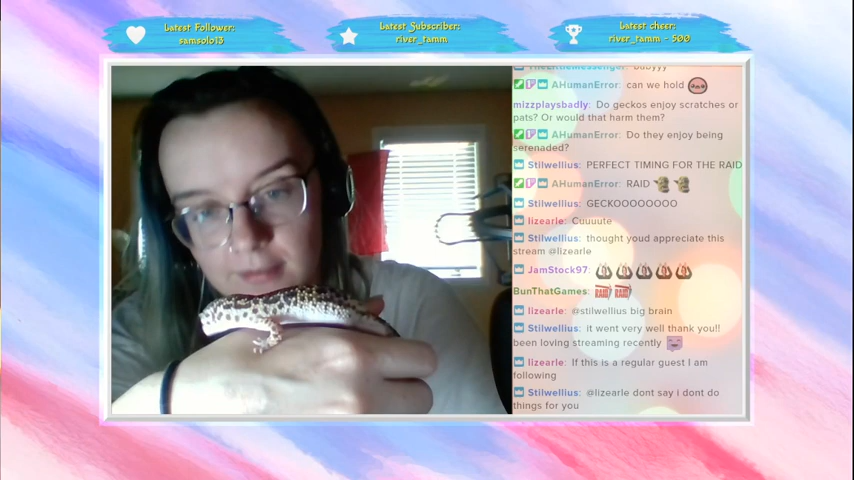 Latest Follower:
samsolo13
Latest Subscriber:
river_tamm
Latest cheer:
river_tamm - 500
AHumanError: can we hold
mizzplaysbadly: Do geckos enjoy scratches or
pats? Or would that harm them?
AHumanError: Do they enjoy being
serenaded?
Stilwellius: PERFECT TIMING FOR THE RAID
AHumanError: RAID
Stilwellius: GECKOOOOOOOO
lizearle: Cuuuute
Stilwellius: thought youd appreciate this
stream @lizearle
JamStock97:
BunThatGames:
lizearle: @stilwellius big brain
Stilwellius: it went very well thank you!!
been loving streaming recently
lizearle: If this is a regular guest I am
following
Stilwellius: @lizearle dont say i dont do
things for you